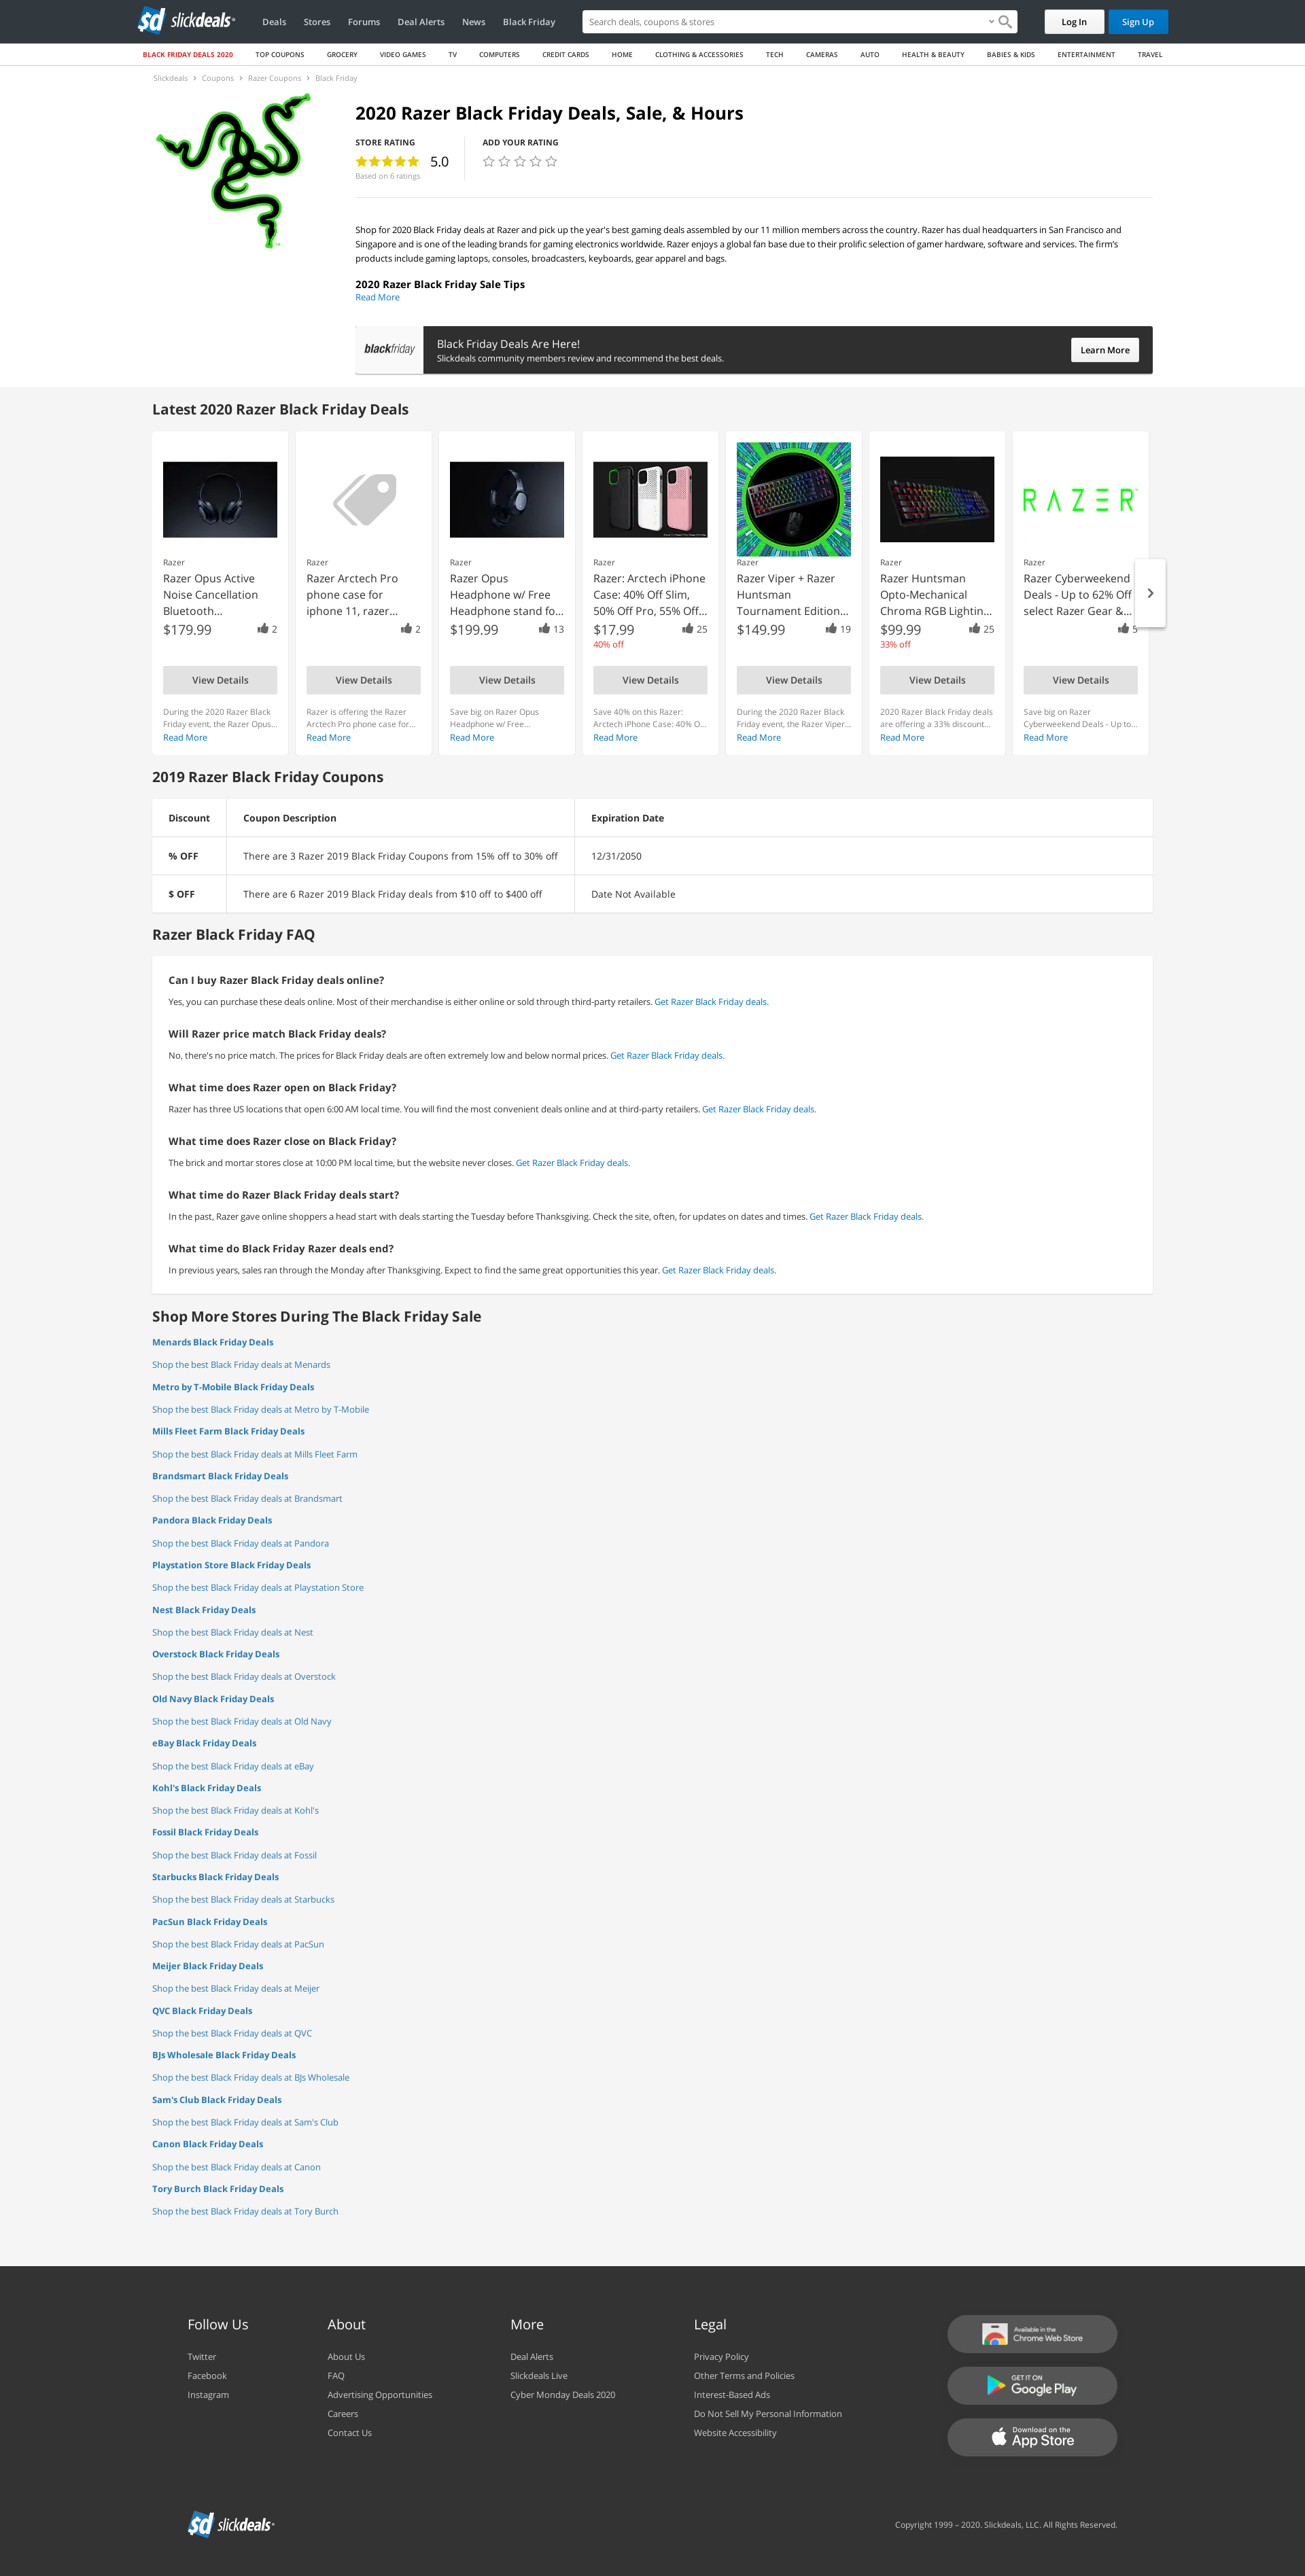 sd slickdeals
Deals Stores Forums Deal Alerts News Black Friday
Search deals, coupons & stores
Log In
Sign Up
BLACK FRIDAY DEALS 2020 TOP COUPONS GROCERY VIDEO GAMES TV COMPUTERS CREDIT CARDS HOME CLOTHING & ACCESSORIES TECH CAMERAS AUTO HEALTH & BEAUTY BABIES & KIDS ENTERTAINMENT TRAVEL
Slickdeals > Coupons > Razer Coupons > Black Friday
2020 Razer Black Friday Deals, Sale, & Hours
STORE RATING
5.0
Based on 6 ratings
ADD YOUR RATING
Shop for 2020 Black Friday deals at Razer and pick up the year's best gaming deals assembled by our 11 million members across the country. Razer has dual headquarters in San Francisco and
Singapore and is one of the leading brands for gaming electronics worldwide. Razer enjoys a global fan base due to their prolific selection of gamer hardware, software and services. The firm's
products include gaming laptops, consoles, broadcasters, keyboards, gear apparel and bags.
2020 Razer Black Friday Sale Tips
Read More
blackfriday
Black Friday Deals Are Here!
Slickdeals community members review and recommend the best deals.
Learn More
Latest 2020 Razer Black Friday Deals
Razer
Razer Opus Active
Noise Cancellation
Bluetooth...
$179.99 2
View Details
During the 2020 Razer Black
Friday event, the Razer Opus...
Read More
Razer
Razer Arctech Pro
phone case for
iphone 11, razer...
2
View Details
Razer is offering the Razer
Arctech Pro phone case for...
Read More
Razer
Razer Opus
Headphone w/ Free
Headphone stand fo...
$199.99 13
View Details
Save big on Razer Opus
Headphone w/ Free...
Read More
Razer
Razer: Arctech iPhone
Case: 40% Off Slim,
50% Off Pro, 55% Off...
$17.99 25
40% off
View Details
Save 40% on this Razer:
Arctech iPhone Case: 40% O...
Read More
Razer
Razer Viper + Razer
Huntsman
Tournament Edition...
$149.99 19
View Details
During the 2020 Razer Black
Friday event, the Razer Viper...
Read More
Razer
Razer Huntsman
Opto-Mechanical
Chroma RGB Lightin...
$99.99 25
33% off
View Details
2020 Razer Black Friday deals
are offering a 33% discount...
Read More
RAZER
Razer
Razer Cyberweekend
Deals - Up to 62% Off
select Razer Gear &...
5
View Details
Save big on Razer
Cyberweekend Deals - Up to...
Read More
2019 Razer Black Friday Coupons
Discount Coupon Description Expiration Date
% OFF There are 3 Razer 2019 Black Friday Coupons from 15% off to 30% off 12/31/2050
$ OFF There are 6 Razer 2019 Black Friday deals from $10 off to $400 off Date Not Available
Razer Black Friday FAQ
Can I buy Razer Black Friday deals online?
Yes, you can purchase these deals online. Most of their merchandise is either online or sold through third-party retailers. Get Razer Black Friday deals.
Will Razer price match Black Friday deals?
No, there's no price match. The prices for Black Friday deals are often extremely low and below normal prices. Get Razer Black Friday deals.
What time does Razer open on Black Friday?
Razer has three US locations that open 6:00 AM local time. You will find the most convenient deals online and at third-party retailers. Get Razer Black Friday deals.
What time does Razer close on Black Friday?
The brick and mortar stores close at 10:00 PM local time, but the website never closes. Get Razer Black Friday deals.
What time do Razer Black Friday deals start?
In the past, Razer gave online shoppers a head start with deals starting the Tuesday before Thanksgiving. Check the site, often, for updates on dates and times. Get Razer Black Friday deals.
What time do Black Friday Razer deals end?
In previous years, sales ran through the Monday after Thanksgiving. Expect to find the same great opportunities this year. Get Razer Black Friday deals.
Shop More Stores During The Black Friday Sale
Menards Black Friday Deals
Shop the best Black Friday deals at Menards
Metro by T-Mobile Black Friday Deals
Shop the best Black Friday deals at Metro by T-Mobile
Mills Fleet Farm Black Friday Deals
Shop the best Black Friday deals at Mills Fleet Farm
Brandsmart Black Friday Deals
Shop the best Black Friday deals at Brandsmart
Pandora Black Friday Deals
Shop the best Black Friday deals at Pandora
Playstation Store Black Friday Deals
Shop the best Black Friday deals at Playstation Store
Nest Black Friday Deals
Shop the best Black Friday deals at Nest
Overstock Black Friday Deals
Shop the best Black Friday deals at Overstock
Old Navy Black Friday Deals
Shop the best Black Friday deals at Old Navy
eBay Black Friday Deals
Shop the best Black Friday deals at eBay
Kohl's Black Friday Deals
Shop the best Black Friday deals at Kohl's
Fossil Black Friday Deals
Shop the best Black Friday deals at Fossil
Starbucks Black Friday Deals
Shop the best Black Friday deals at Starbucks
PacSun Black Friday Deals
Shop the best Black Friday deals at PacSun
Meijer Black Friday Deals
Shop the best Black Friday deals at Meijer
QVC Black Friday Deals
Shop the best Black Friday deals at QVC
BJs Wholesale Black Friday Deals
Shop the best Black Friday deals at BJs Wholesale
Sam's Club Black Friday Deals
Shop the best Black Friday deals at Sam's Club
Canon Black Friday Deals
Shop the best Black Friday deals at Canon
Tory Burch Black Friday Deals
Shop the best Black Friday deals at Tory Burch
Follow Us
Twitter
Facebook
Instagram
About
About Us
FAQ
Advertising Opportunities
Careers
Contact Us
More
Deal Alerts
Slickdeals Live
Cyber Monday Deals 2020
Legal
Privacy Policy
Other Terms and Policies
Interest-Based Ads
Do Not Sell My Personal Information
Website Accessibility
Available in the
Chrome Web Store
GET IT ON
Google Play
Download on the
App Store
sd slickdeals
Copyright 1999 – 2020. Slickdeals, LLC. All Rights Reserved.